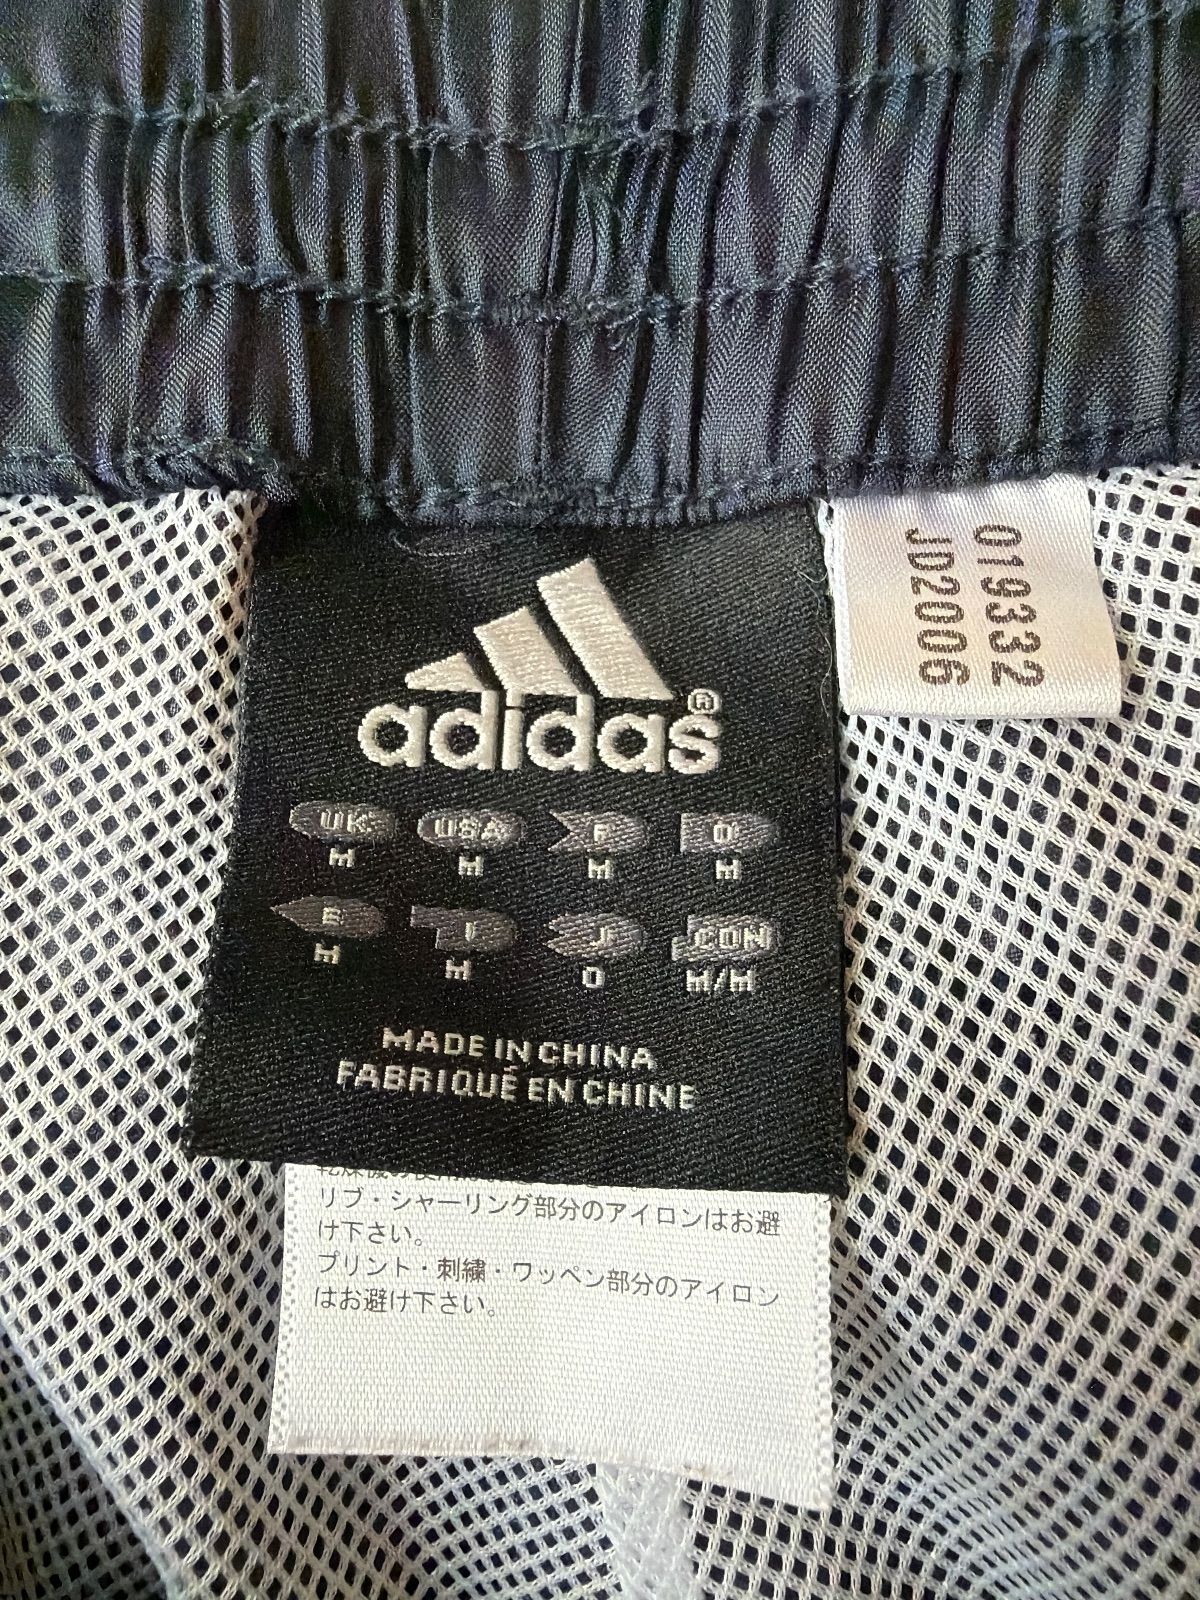 adidas®
UK USA F D
M M M M
E I J CDN
M M O M/M
MADE IN CHINA
FABRIQUÉ EN CHINE
019332
JD2006
リブ・シャーリング部分のアイロンはお避
け下さい。
プリント・刺繍・ワッペン部分のアイロン
はお避け下さい。